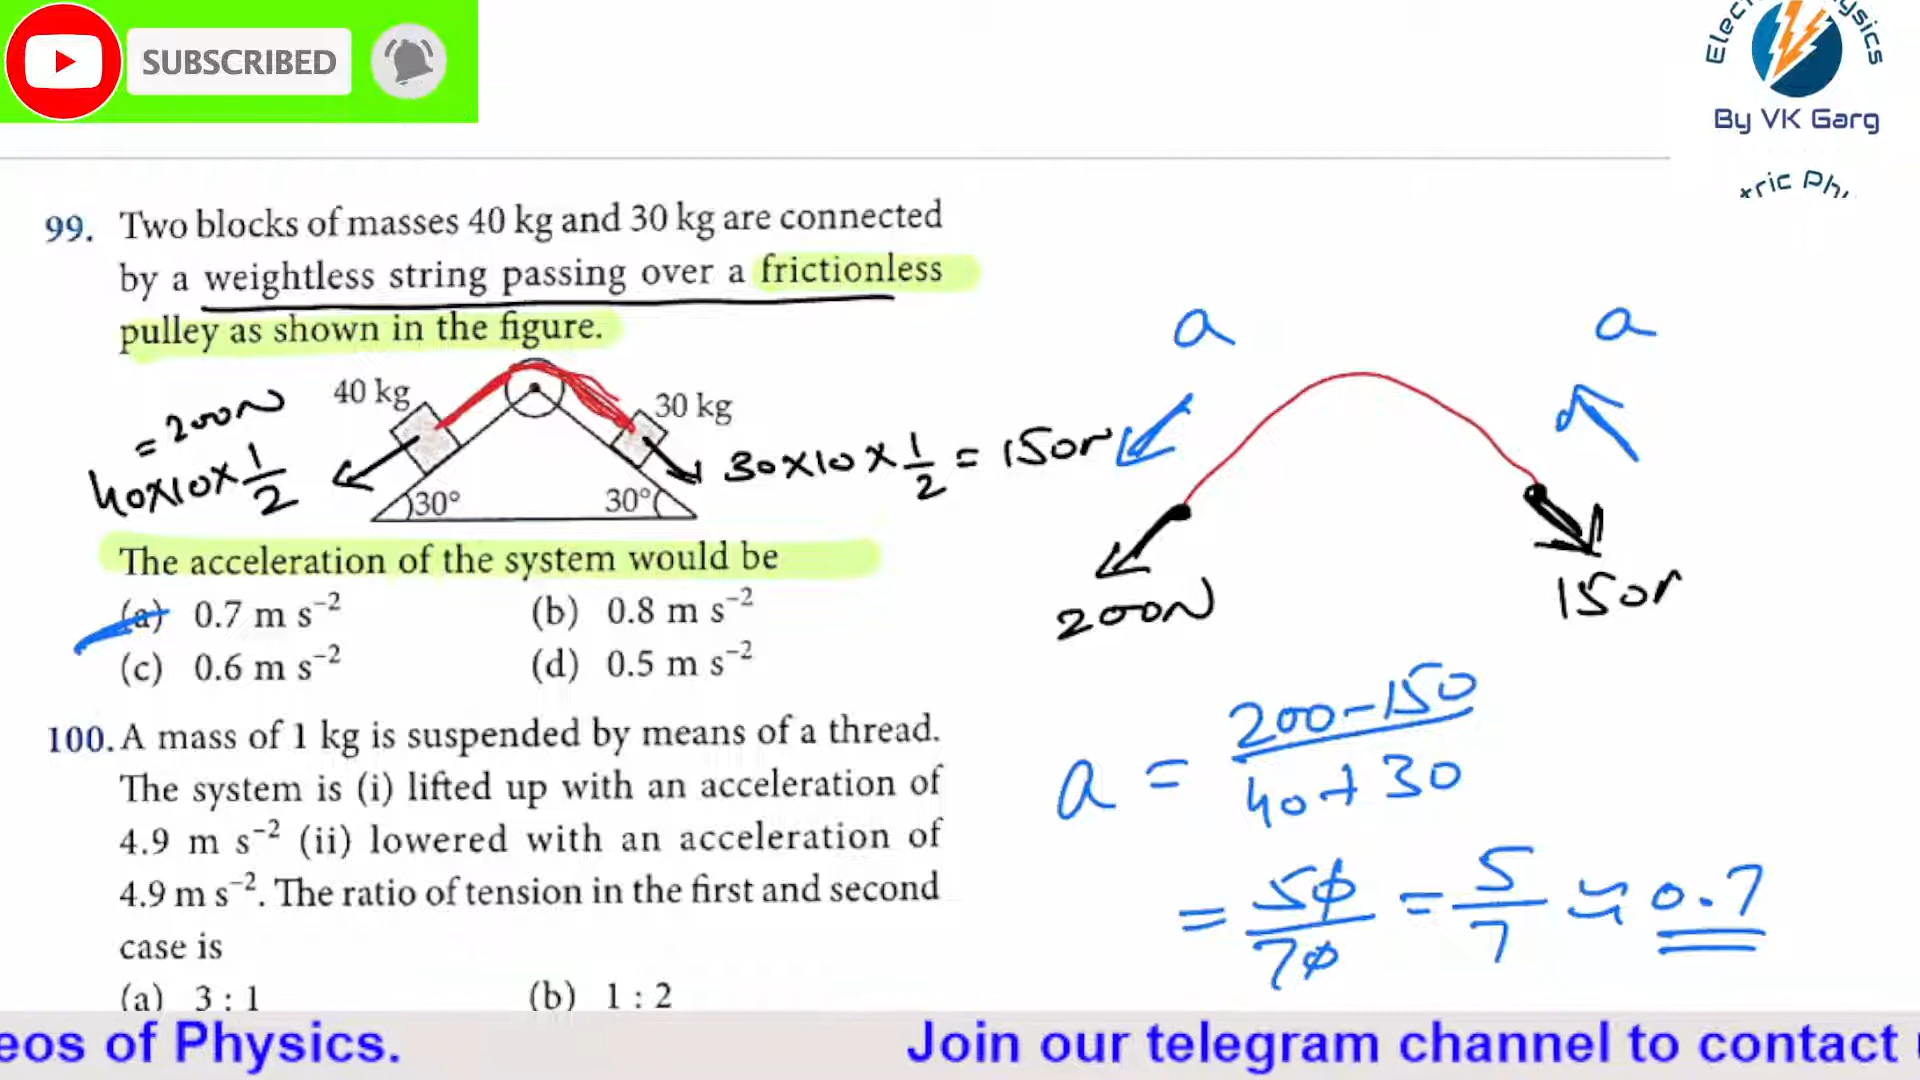 SUBSCRIBED
By VK Garg
99. Two blocks of masses 40 kg and 30 kg are connected
by a weightless string passing over a frictionless
pulley as shown in the figure.
40 kg
30 kg
= 200N
40×10×1/2
30×10×1/2 = 150N
30°
30°
a
a
200N
150N
The acceleration of the system would be
(a) 0.7 m s⁻²
(b) 0.8 m s⁻²
(c) 0.6 m s⁻²
(d) 0.5 m s⁻²
a = 200-150/40+30
= 50/70 = 5/7 ≈ 0.7
100. A mass of 1 kg is suspended by means of a thread.
The system is (i) lifted up with an acceleration of
4.9 m s⁻² (ii) lowered with an acceleration of
4.9 m s⁻². The ratio of tension in the first and second
case is
(a) 3 : 1
(b) 1 : 2
eos of Physics.
Join our telegram channel to contact